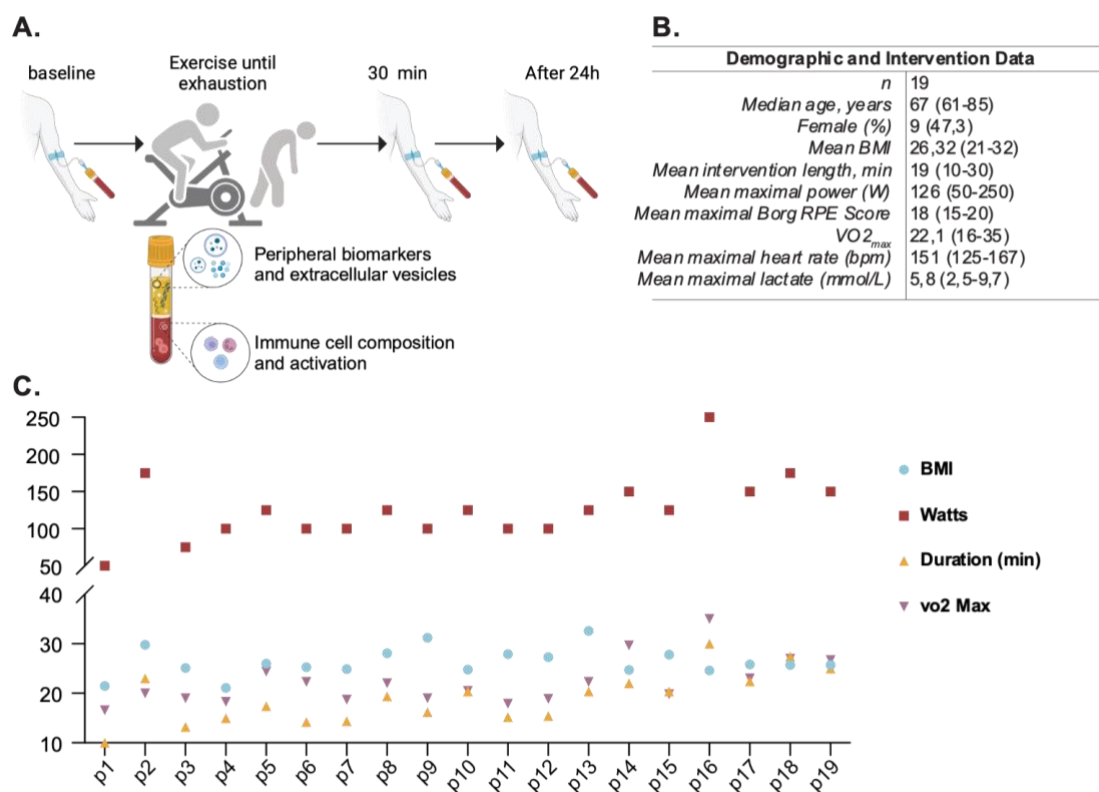 A.
baseline
Exercise until
exhaustion
30 min
After 24h
Peripheral biomarkers
and extracellular vesicles
Immune cell composition
and activation
B.
Demographic and Intervention Data
n 19
Median age, years 67 (61-85)
Female (%) 9 (47,3)
Mean BMI 26,32 (21-32)
Mean intervention length, min 19 (10-30)
Mean maximal power (W) 126 (50-250)
Mean maximal Borg RPE Score 18 (15-20)
VO2max 22,1 (16-35)
Mean maximal heart rate (bpm) 151 (125-167)
Mean maximal lactate (mmol/L) 5,8 (2,5-9,7)
C.
250
200
150
100
50
40
30
20
10
p1 p2 p3 p4 p5 p6 p7 p8 p9 p10 p11 p12 p13 p14 p15 p16 p17 p18 p19
BMI
Watts
Duration (min)
vo2 Max